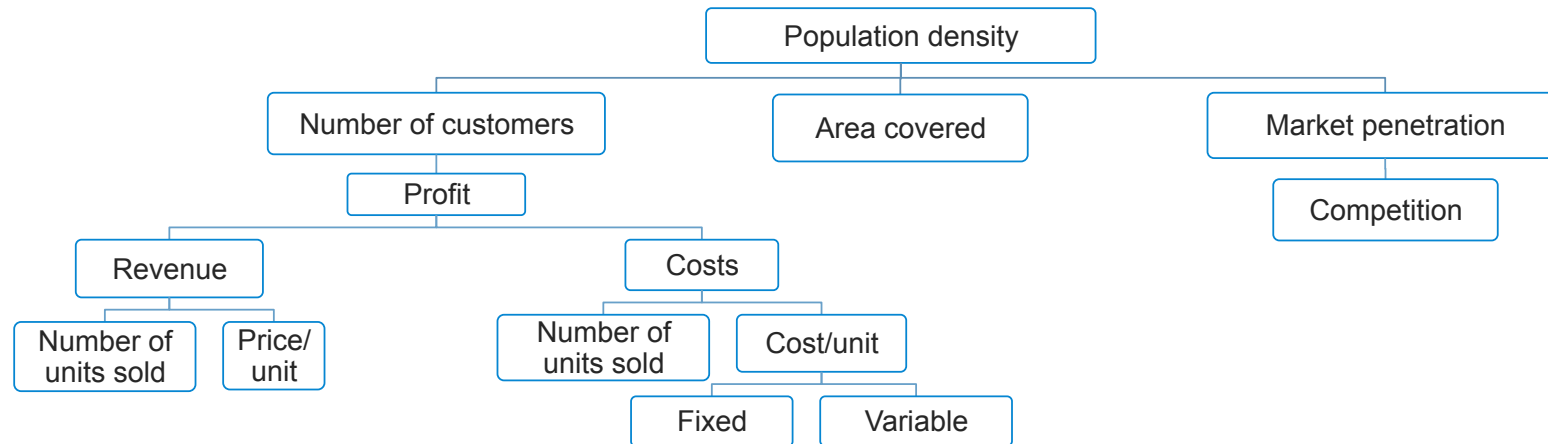 Population density
Number of customers
Area covered
Market penetration
Profit
Competition
Revenue
Costs
Number of
units sold
Price/
unit
Number of
units sold
Cost/unit
Fixed
Variable